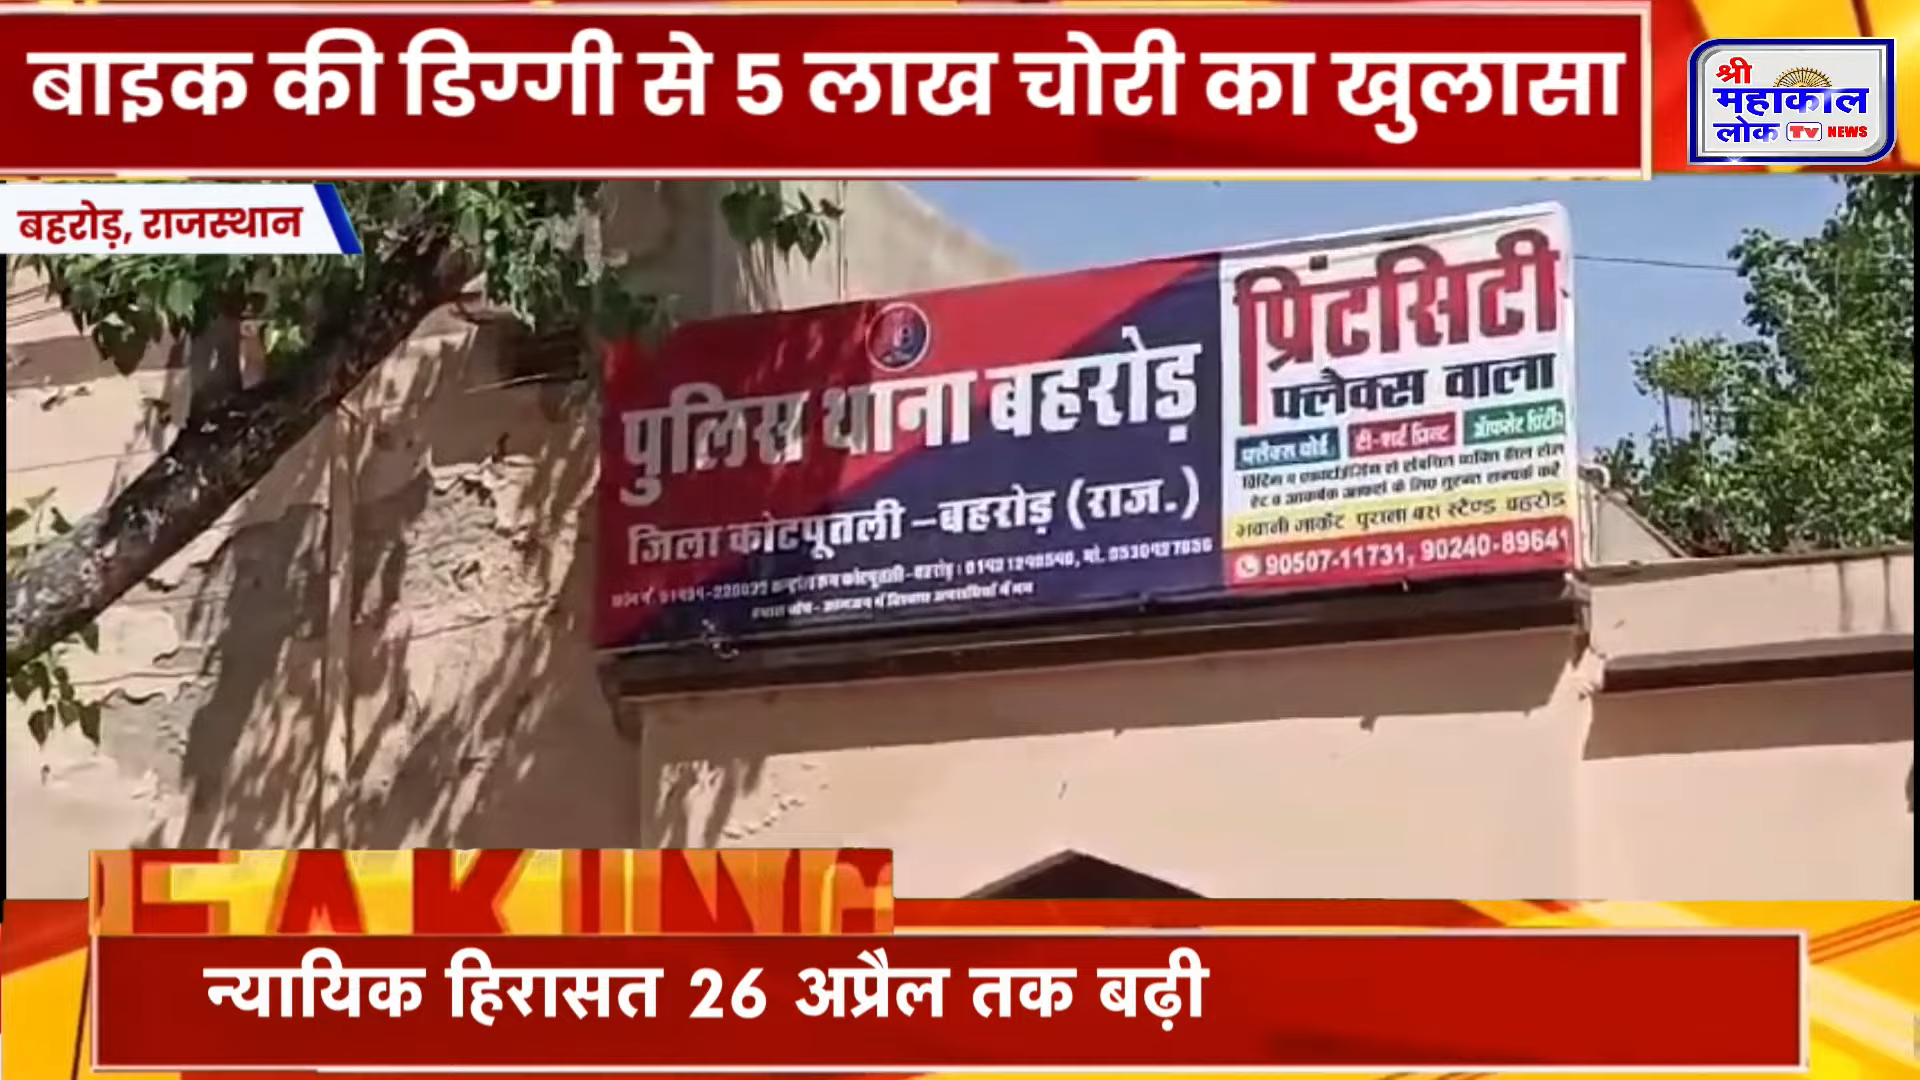 बाइक की डिग्गी से 5 लाख चोरी का खुलासा
श्री
महाकाल
लोक Tv NEWS
बहरोड़, राजस्थान
पुलिस थाना बहरोड़
जिला कोटपूतली - बहरोड़ (राज.)
प्रिंटसिटी
फ्लैक्स वाला
फ्लैक्स बोर्ड टी-शर्ट प्रिन्ट ऑफसेट प्रिंटिंग
भवानी मार्केट पुराना बस स्टैण्ड बहरोड़
90507-11731, 90240-89641
EAKING
न्यायिक हिरासत 26 अप्रैल तक बढ़ी